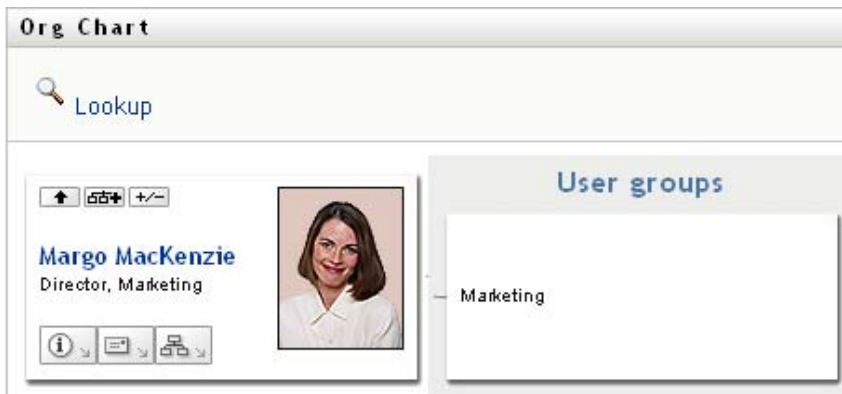 Org Chart
Lookup
User groups
+/-
Margo MacKenzie
Director, Marketing
Marketing